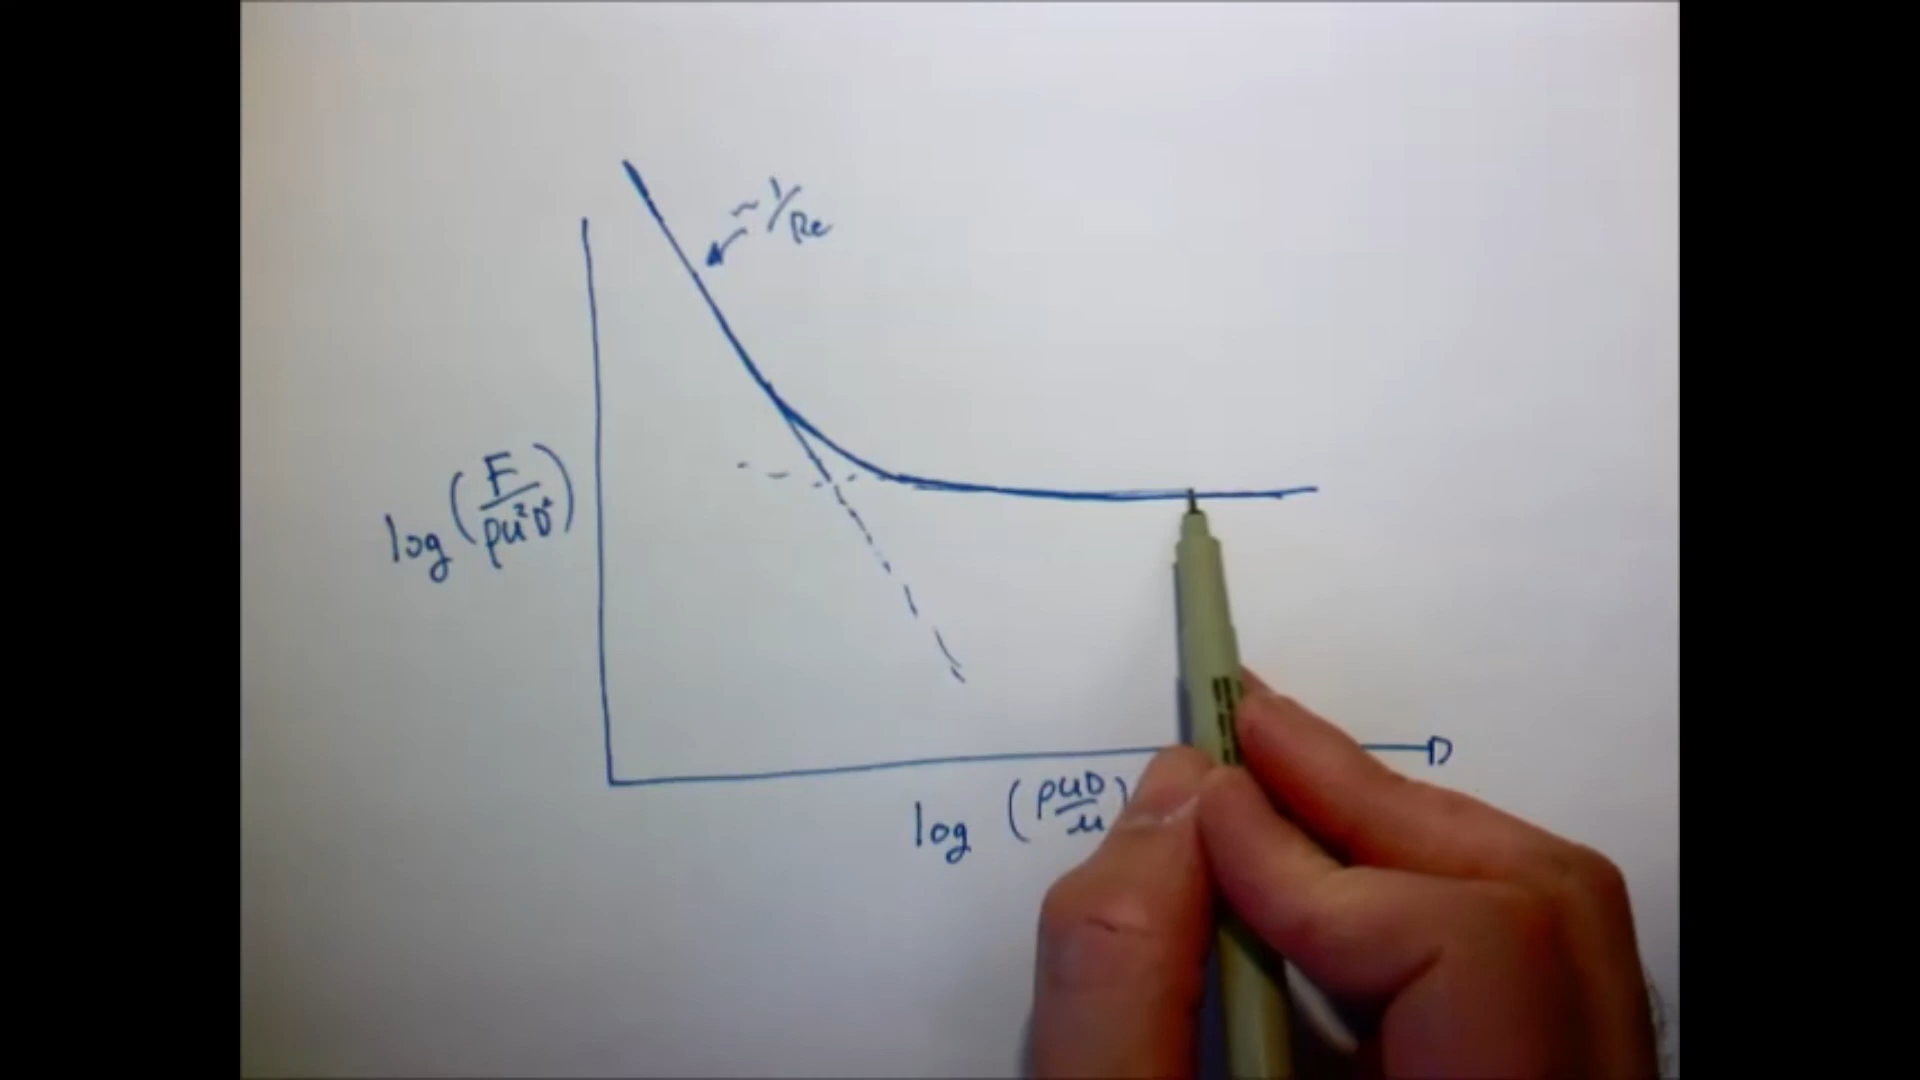 ~ 1/Re
log (F/ρu²D²)
log (ρuD/μ)